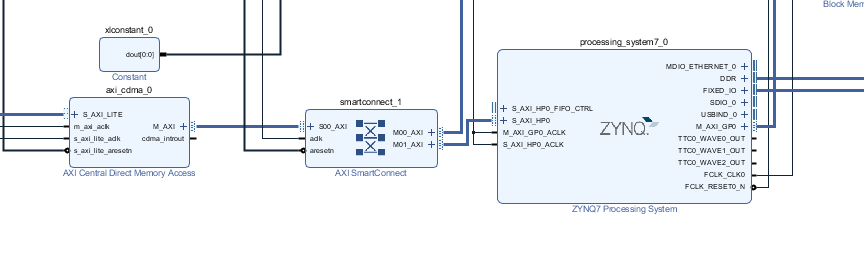 Block Mem
xlconstant_0
dout[0:0]
Constant
axi_cdma_0
S_AXI_LITE
m_axi_aclk
s_axi_lite_aclk
s_axi_lite_aresetn
M_AXI
cdma_introut
AXI Central Direct Memory Access
smartconnect_1
S00_AXI
aclk
aresetn
M00_AXI
M01_AXI
AXI SmartConnect
processing_system7_0
S_AXI_HP0_FIFO_CTRL
S_AXI_HP0
M_AXI_GP0_ACLK
S_AXI_HP0_ACLK
ZYNQ
MDIO_ETHERNET_0
DDR
FIXED_IO
SDIO_0
USBIND_0
M_AXI_GP0
TTC0_WAVE0_OUT
TTC0_WAVE1_OUT
TTC0_WAVE2_OUT
FCLK_CLK0
FCLK_RESET0_N
ZYNQ7 Processing System